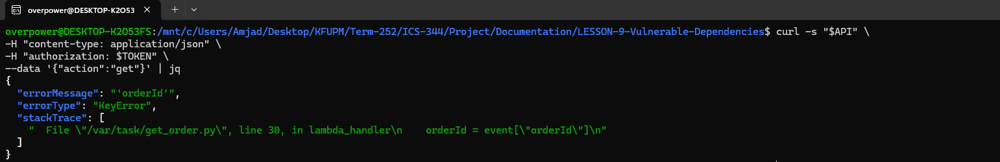 overpower@DESKTOP-K2O53
overpower@DESKTOP-K2O53FS:/mnt/c/Users/Amjad/Desktop/KFUPM/Term-252/ICS-344/Project/Documentation/LESSON-9-Vulnerable-Dependencies$ curl -s "$API" \
-H "content-type: application/json" \
-H "authorization: $TOKEN" \
--data '{"action":"get"}' | jq
{
  "errorMessage": "'orderId'",
  "errorType": "KeyError",
  "stackTrace": [
    "  File \"/var/task/get_order.py\", line 30, in lambda_handler\n    orderId = event[\"orderId\"]\n"
  ]
}